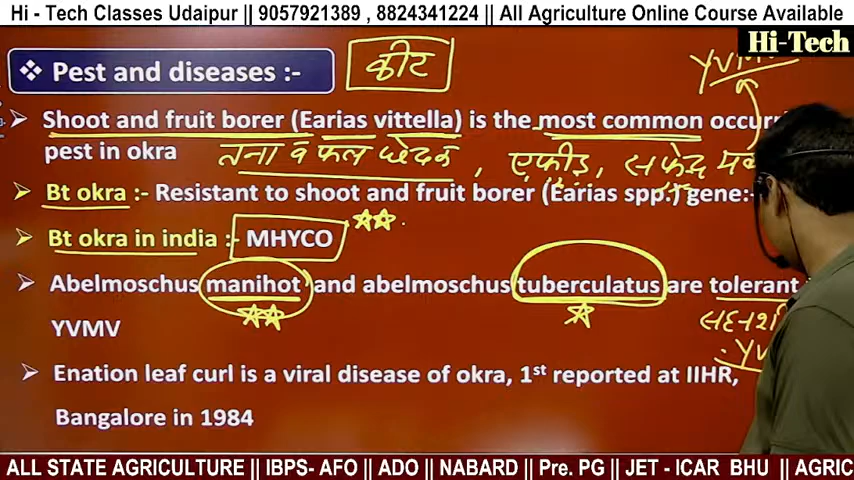 Hi - Tech Classes Udaipur || 9057921389 , 8824341224 || All Agriculture Online Course Available
Hi-Tech
❖ Pest and diseases :-
कीट
YVMV
➤ Shoot and fruit borer (Earias vittella) is the most common
pest in okra
तना व फल छेदक , एफीड, सफेद
➤ Bt okra :- Resistant to shoot and fruit borer (Earias spp.) gene:-
➤ Bt okra in india :- MHYCO
➤ Abelmoschus manihot and abelmoschus tuberculatus are tolerant
YVMV
➤ Enation leaf curl is a viral disease of okra, 1st reported at IIHR,
Bangalore in 1984
ALL STATE AGRICULTURE || IBPS- AFO || ADO || NABARD || Pre. PG || JET - ICAR BHU || AGRIC